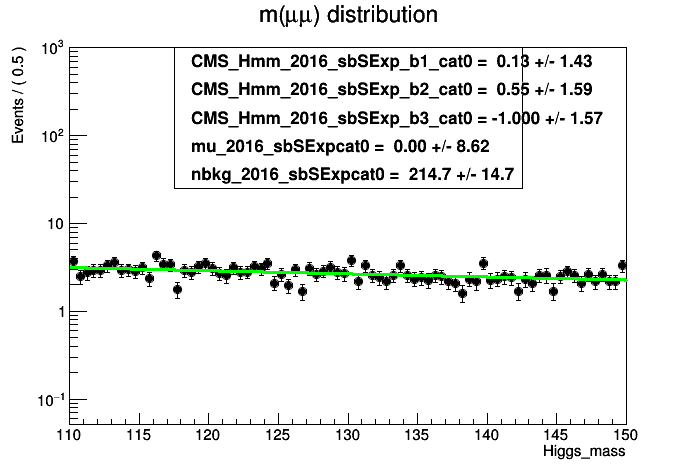 m(μμ) distribution
Events / ( 0.5 )
10³
10²
10
1
10⁻¹
CMS_Hmm_2016_sbSExp_b1_cat0 = 0.13 +/- 1.43
CMS_Hmm_2016_sbSExp_b2_cat0 = 0.55 +/- 1.59
CMS_Hmm_2016_sbSExp_b3_cat0 = -1.000 +/- 1.57
mu_2016_sbSExpcat0 = 0.00 +/- 8.62
nbkg_2016_sbSExpcat0 = 214.7 +/- 14.7
110 115 120 125 130 135 140 145 150
Higgs_mass